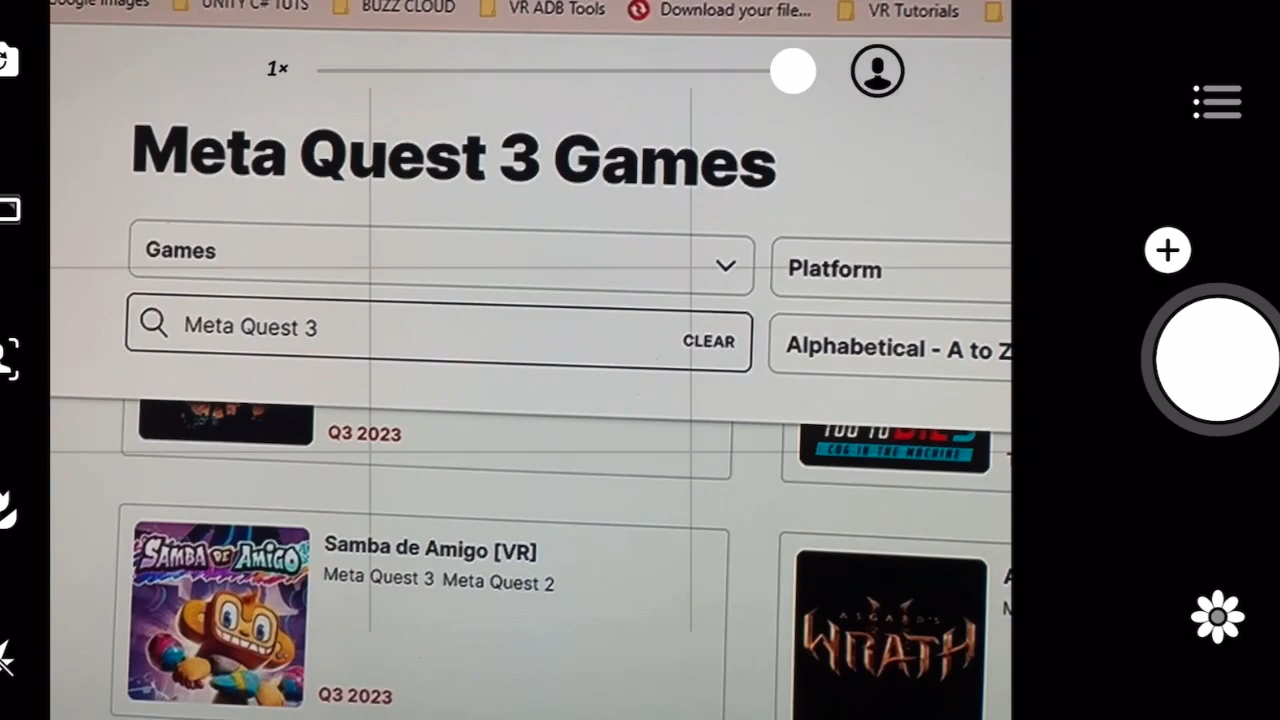 Google Images
UNITY C# TUTS
BUZZ CLOUD
VR ADB Tools
Download your file...
VR Tutorials
1×
Meta Quest 3 Games
Games
Platform
Meta Quest 3
CLEAR
Alphabetical - A to Z
Q3 2023
COG IN THE MACHINE
SAMBA DE AMIGO
Samba de Amigo [VR]
Meta Quest 3 Meta Quest 2
Q3 2023
ASGARD'S
WRATH